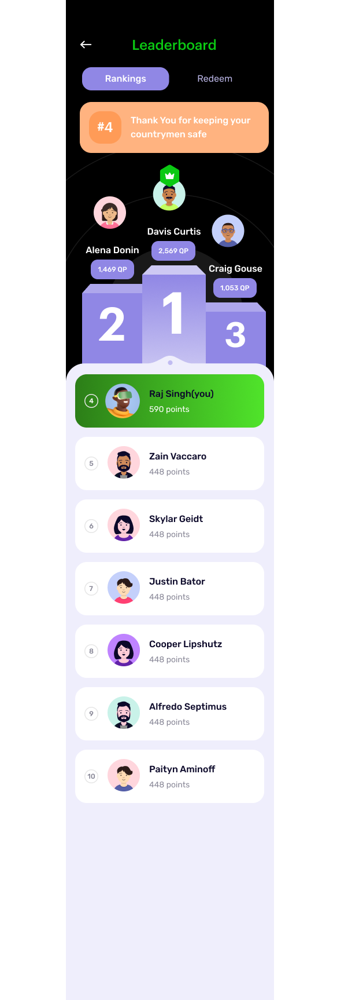 Leaderboard
Rankings
Redeem
#4
Thank You for keeping your
countrymen safe
Davis Curtis
2,569 QP
Alena Donin
1,469 QP
Craig Gouse
1,053 QP
2
1
3
4
Raj Singh(you)
590 points
5
Zain Vaccaro
448 points
6
Skylar Geidt
448 points
7
Justin Bator
448 points
8
Cooper Lipshutz
448 points
9
Alfredo Septimus
448 points
10
Paityn Aminoff
448 points